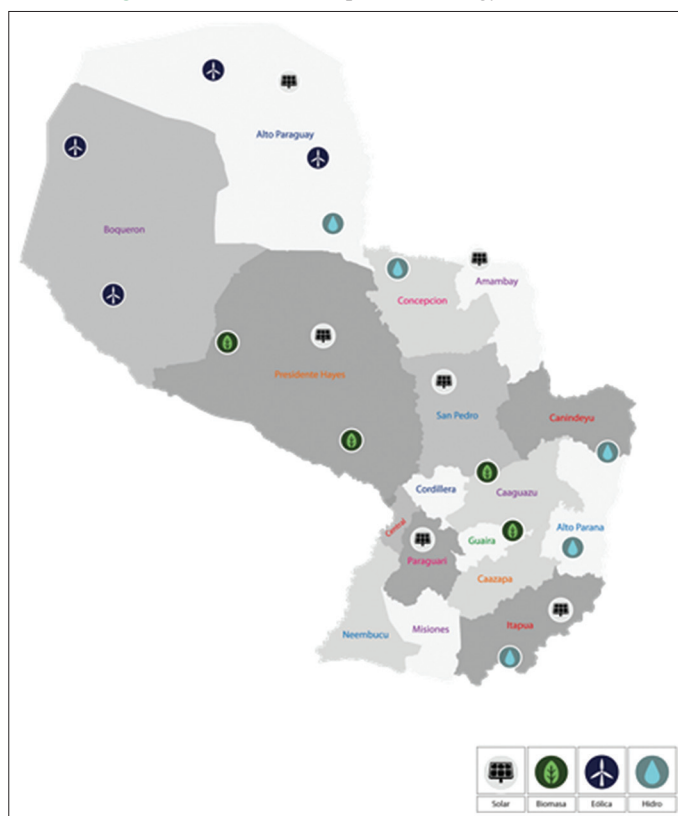 Alto Paraguay
Boqueron
Amambay
Concepcion
Presidente Hayes
San Pedro
Canindeyu
Cordillera
Caaguazu
Central
Alto Parana
Guaira
Paraguari
Caazapa
Itapua
Misiones
Neembucu
Solar
Biomasa
Eólica
Hidro